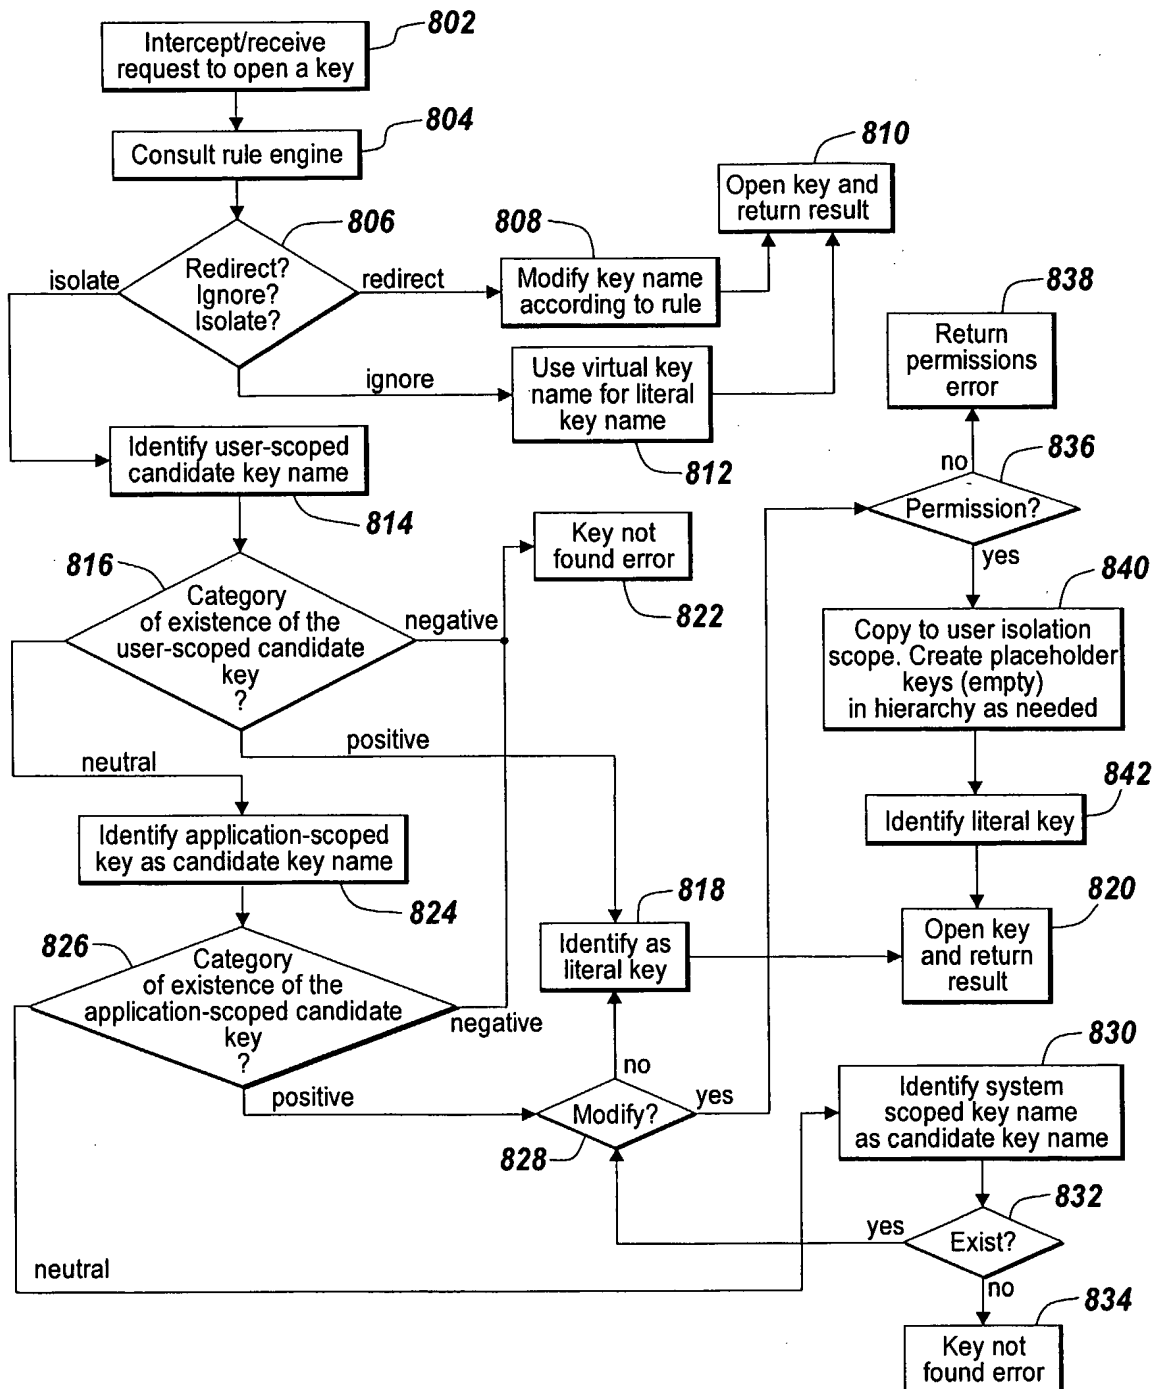 802
Intercept/receive
request to open a key
804
Consult rule engine
810
Open key and
return result
806
Redirect?
Ignore?
Isolate?
isolate
redirect
808
Modify key name
according to rule
838
Return
permissions
error
ignore
Use virtual key
name for literal
key name
812
Identify user-scoped
candidate key name
814
no
836
Permission?
yes
Key not
found error
822
816
Category
of existence of the
user-scoped candidate
key
?
negative
840
Copy to user isolation
scope. Create placeholder
keys (empty)
in hierarchy as needed
positive
neutral
842
Identify literal key
Identify application-scoped
key as candidate key name
824
818
Identify as
literal key
820
Open key
and return
result
826
Category
of existence of the
application-scoped candidate
key
?
negative
positive
no
Modify?
yes
828
830
Identify system
scoped key name
as candidate key name
832
yes
Exist?
neutral
no
834
Key not
found error